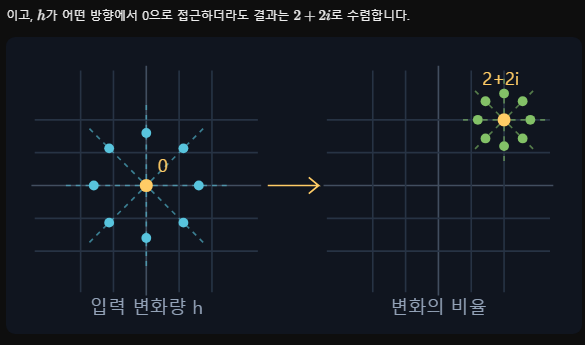 이고, h가 어떤 방향에서 0으로 접근하더라도 결과는 2 + 2i로 수렴합니다.
2+2i
0
입력 변화량 h
변화의 비율